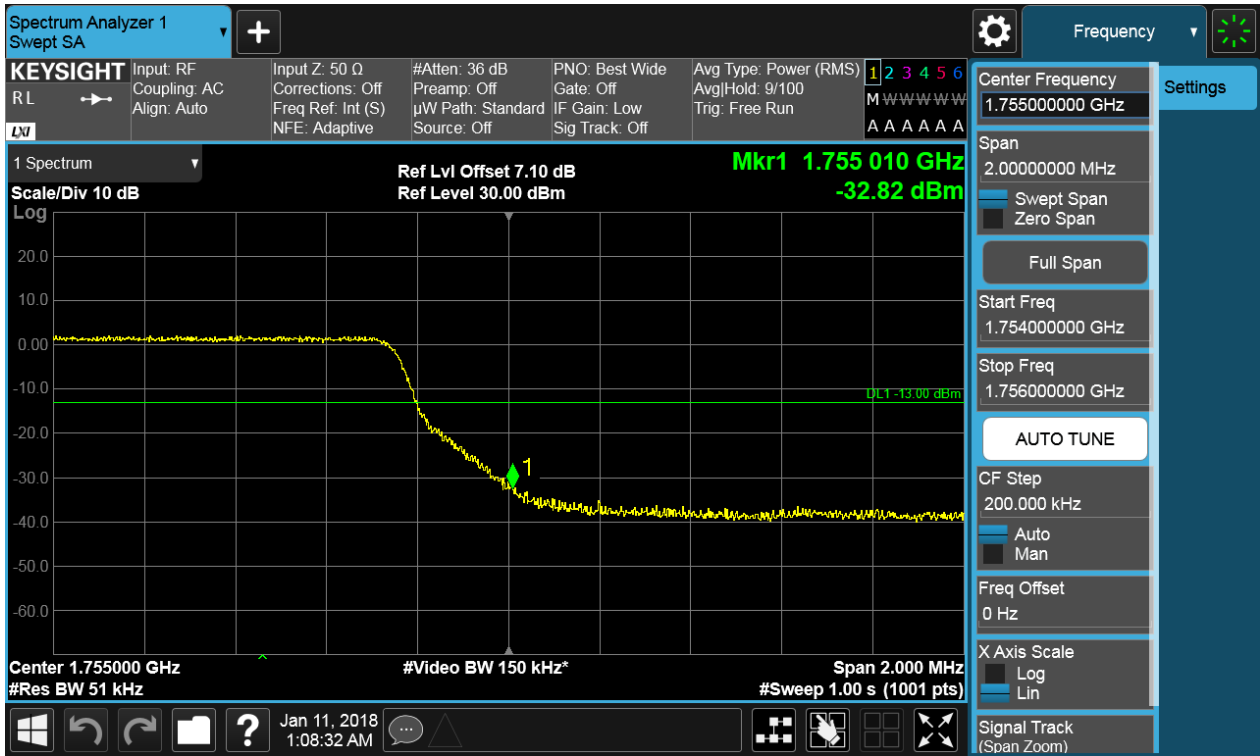 Spectrum Analyzer 1
Swept SA
+
Frequency
KEYSIGHT
RL
LXI
Input: RF
Coupling: AC
Align: Auto
Input Z: 50 Ω
Corrections: Off
Freq Ref: Int (S)
NFE: Adaptive
#Atten: 36 dB
Preamp: Off
µW Path: Standard
Source: Off
PNO: Best Wide
Gate: Off
IF Gain: Low
Sig Track: Off
Avg Type: Power (RMS)
Avg|Hold: 9/100
Trig: Free Run
1 2 3 4 5 6
M W W W W W
A A A A A A
1 Spectrum
Scale/Div 10 dB
Log
Ref Lvl Offset 7.10 dB
Ref Level 30.00 dBm
Mkr1 1.755 010 GHz
-32.82 dBm
20.0
10.0
0.00
-10.0
-20.0
-30.0
-40.0
-50.0
-60.0
DL1 -13.00 dBm
1
Center 1.755000 GHz
#Res BW 51 kHz
#Video BW 150 kHz*
Span 2.000 MHz
#Sweep 1.00 s (1001 pts)
Center Frequency
1.755000000 GHz
Span
2.00000000 MHz
Swept Span
Zero Span
Full Span
Start Freq
1.754000000 GHz
Stop Freq
1.756000000 GHz
AUTO TUNE
CF Step
200.000 kHz
Auto
Man
Freq Offset
0 Hz
X Axis Scale
Log
Lin
Signal Track
(Span Zoom)
Settings
?
Jan 11, 2018
1:08:32 AM